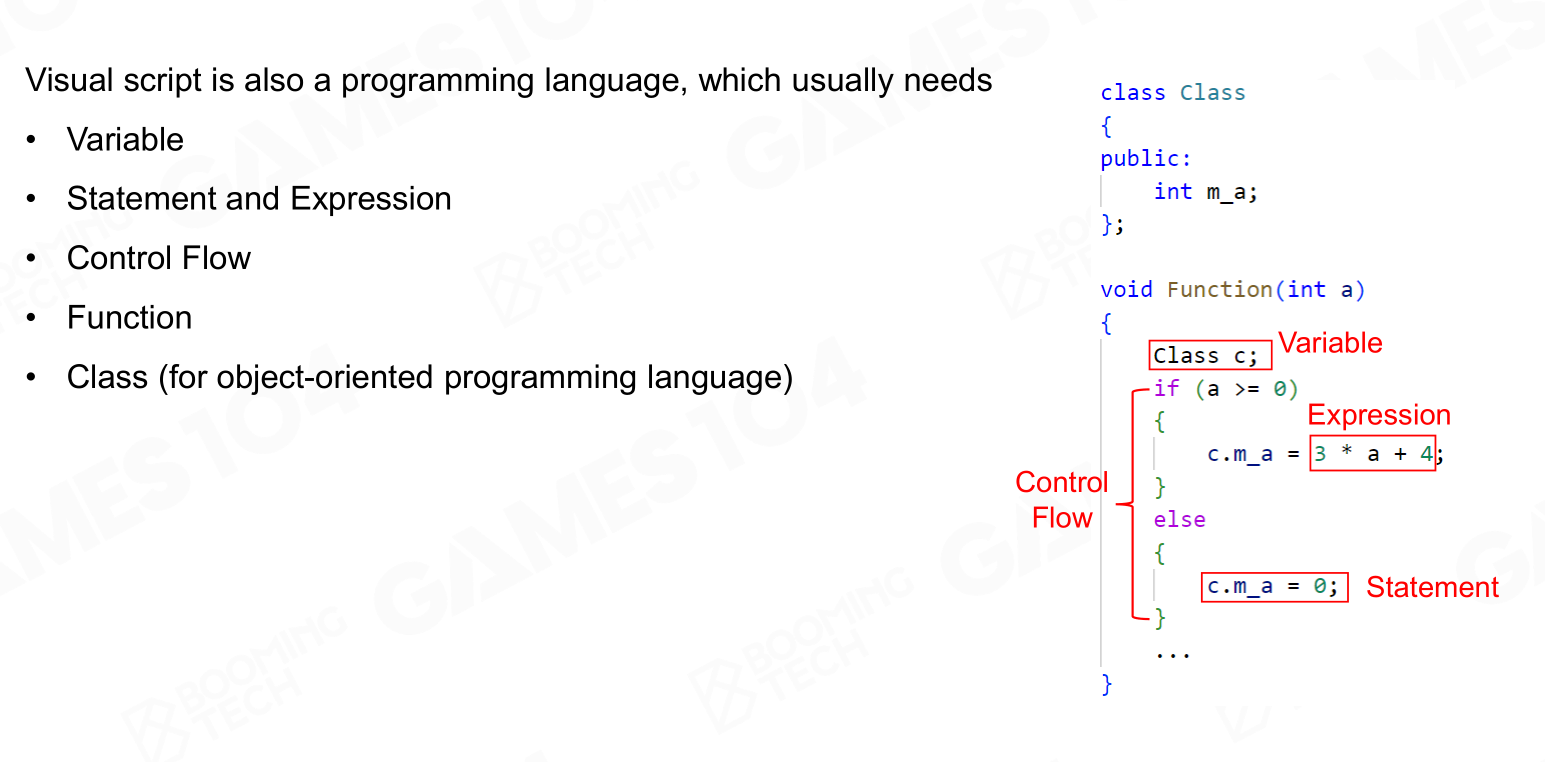 Visual script is also a programming language, which usually needs
• Variable
• Statement and Expression
• Control Flow
• Function
• Class (for object-oriented programming language)
class Class
{
public:
    int m_a;
};
void Function(int a)
{
    Class c;
Variable
    if (a >= 0)
    {
Expression
        c.m_a = 3 * a + 4;
    }
Control
Flow
    else
    {
        c.m_a = 0;
Statement
    }
    ...
}
GAMES104
BOOMING
TECH